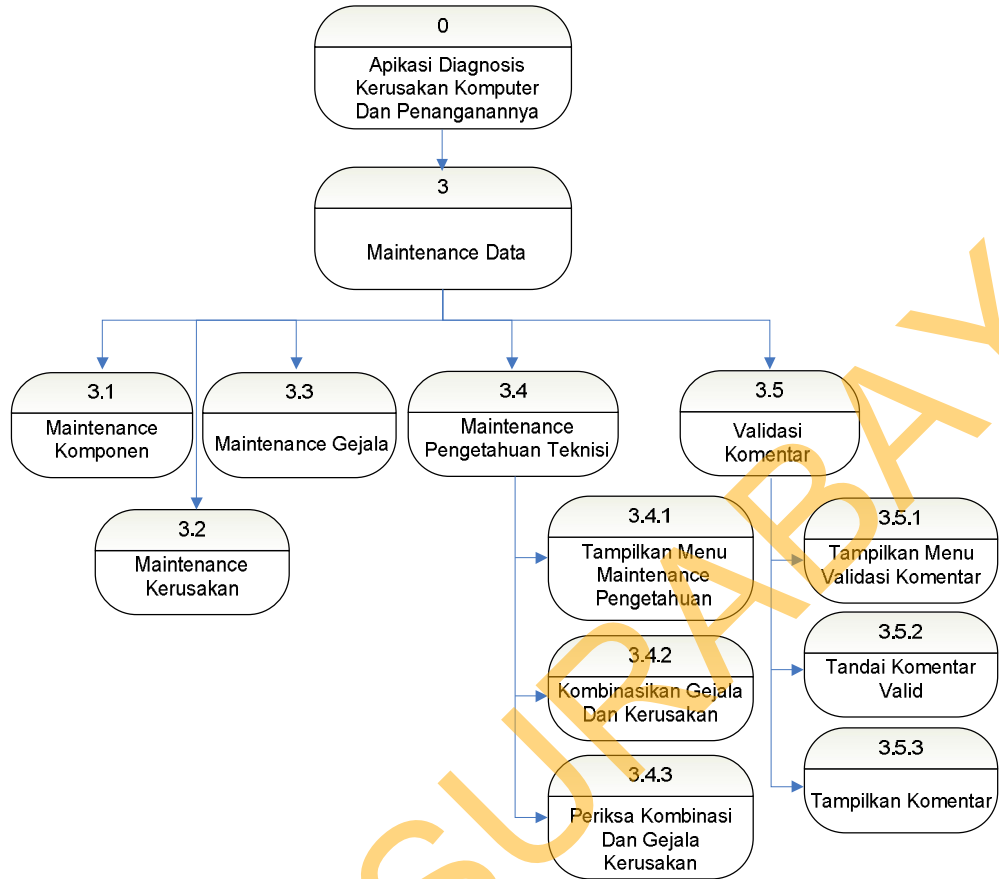 0
Apikasi Diagnosis
Kerusakan Komputer
Dan Penanganannya
3
Maintenance Data
3.1
Maintenance
Komponen
3.3
Maintenance Gejala
3.4
Maintenance
Pengetahuan Teknisi
3.5
Validasi
Komentar
3.2
Maintenance
Kerusakan
3.4.1
Tampilkan Menu
Maintenance
Pengetahuan
3.5.1
Tampilkan Menu
Validasi Komentar
3.4.2
Kombinasikan Gejala
Dan Kerusakan
3.5.2
Tandai Komentar
Valid
3.4.3
Periksa Kombinasi
Dan Gejala
Kerusakan
3.5.3
Tampilkan Komentar
SURABAY